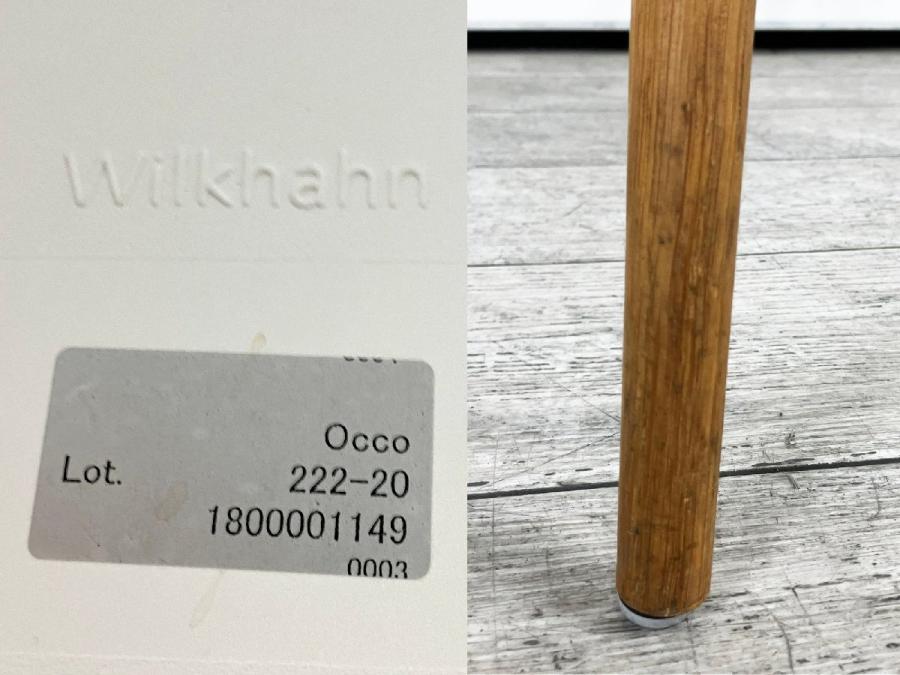 Wilkhahn
Occo
Lot. 222-20
1800001149
0003